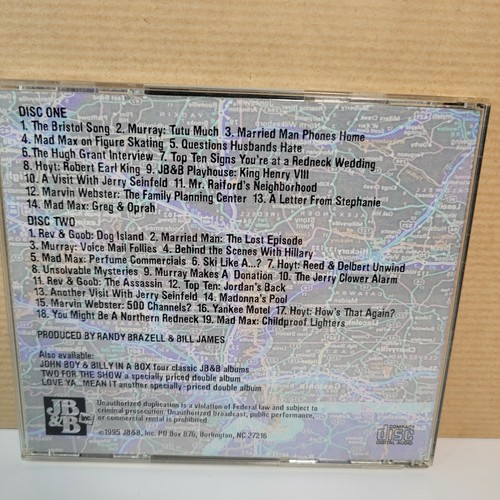 DISC ONE
1. The Bristol Song 2. Murray: Tutu Much 3. Married Man Phones Home
4. Mad Max on Figure Skating 5. Questions Husbands Hate
6. The Hugh Grant Interview 7. Top Ten Signs You're at a Redneck Wedding
8. Hoyt: Robert Earl King 9. JB&B Playhouse: King Henry VIII
10. A Visit With Jerry Seinfeld 11. Mr. Raiford's Neighborhood
12. Marvin Webster: The Family Planning Center 13. A Letter From Stephanie
14. Mad Max: Greg & Oprah
DISC TWO
1. Rev & Goob: Dog Island 2. Married Man: The Lost Episode
3. Murray: Voice Mail Follies 4. Behind the Scenes with Hillary
5. Mad Max: Perfume Commercials 6. Ski Like A..? 7. Hoyt: Reed & Delbert Unwind
8. Unsolvable Mysteries 9. Murray Makes A Donation 10. The Jerry Clower Alarm
11. Rev & Goob: The Assassin 12. Top Ten: Jordan's Back
13. Another Visit With Jerry Seinfeld 14. Madonna's Pool
15. Marvin Webster: 500 Channels? 16. Yankee Motel 17. Hoyt: How's That Again?
18. You Might Be A Northern Redneck 19. Mad Max: Childproof Lighters
PRODUCED BY RANDY BRAZELL & BILL JAMES
Also available:
JOHN BOY & BILLY IN A BOX four classic JB&B albums
TWO FOR THE SHOW a specially priced double album
LOVE YA...MEAN IT another specially-priced double album
JB&B Inc.
Unauthorized duplication is a violation of Federal law and subject to
criminal prosecution. Unauthorized broadcast, public performance,
or commercial rental is prohibited.
©1995 JB&B, Inc. PO Box 876, Burlington, NC 27216
COMPACT
disc
DIGITAL AUDIO